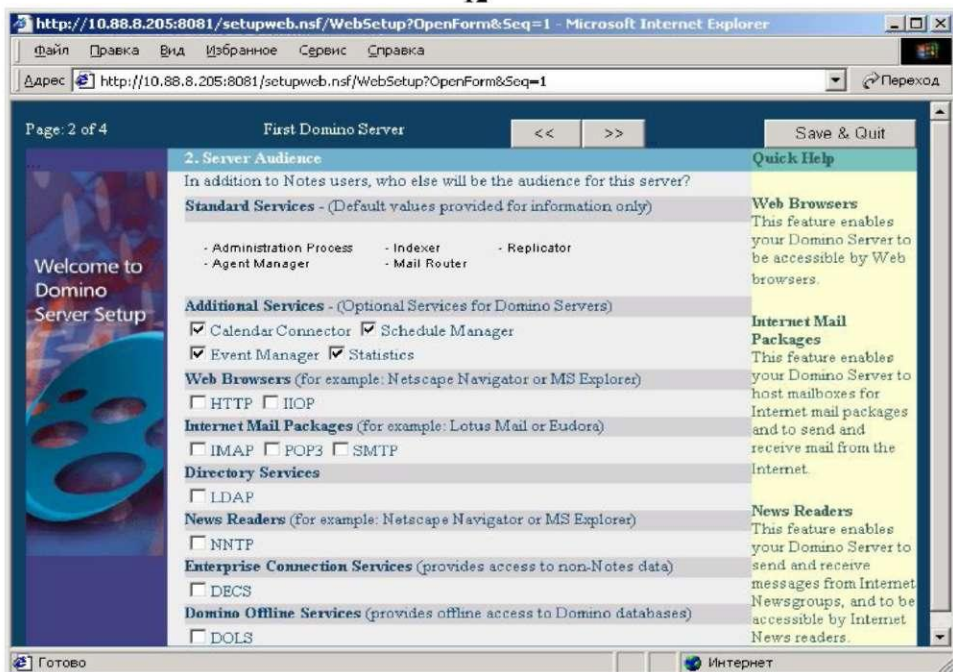 http://10.88.8.205:8081/setupweb.nsf/WebSetup?OpenForm&Seq=1 - Microsoft Internet Explorer
Файл Правка Вид Избранное Сервис Справка
Адрес http://10.88.8.205:8081/setupweb.nsf/WebSetup?OpenForm&Seq=1 Переход
Page: 2 of 4 First Domino Server << >> Save & Quit
Welcome to
Domino
Server Setup
2. Server Audience
In addition to Notes users, who else will be the audience for this server?
Standard Services - (Default values provided for information only)
- Administration Process - Indexer - Replicator
- Agent Manager - Mail Router
Additional Services - (Optional Services for Domino Servers)
Calendar Connector Schedule Manager
Event Manager Statistics
Web Browsers (for example: Netscape Navigator or MS Explorer)
HTTP IIOP
Internet Mail Packages (for example: Lotus Mail or Eudora)
IMAP POP3 SMTP
Directory Services
LDAP
News Readers (for example: Netscape Navigator or MS Explorer)
NNTP
Enterprise Connection Services (provides access to non-Notes data)
DECS
Domino Offline Services (provides offline access to Domino databases)
DOLS
Quick Help
Web Browsers
This feature enables
your Domino Server to
be accessible by Web
browsers.
Internet Mail
Packages
This feature enables
your Domino Server to
host mailboxes for
Internet mail packages
and to send and
receive mail from the
Internet.
News Readers
This feature enables
your Domino Server to
send and receive
messages from Internet
Newsgroups, and to be
accessible by Internet
News readers.
Готово Интернет